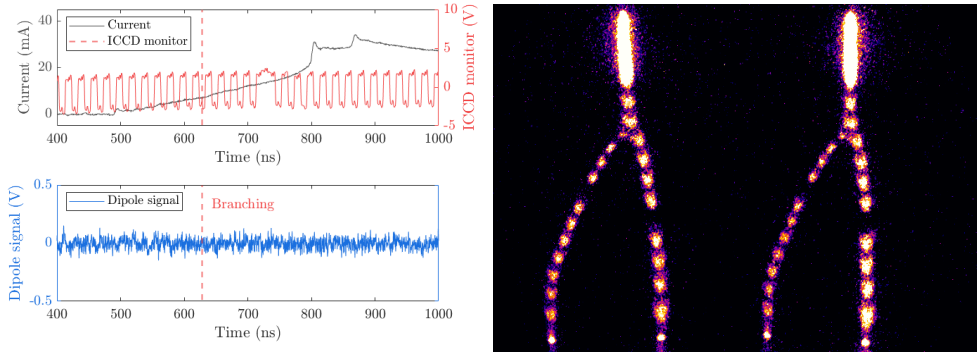 40
20
0
Current (mA)
Current
ICCD monitor
10
5
0
-5
ICCD monitor (V)
400 500 600 700 800 900 1000
Time (ns)
0.5
0
-0.5
Dipole signal (V)
Dipole signal
Branching
400 500 600 700 800 900 1000
Time (ns)